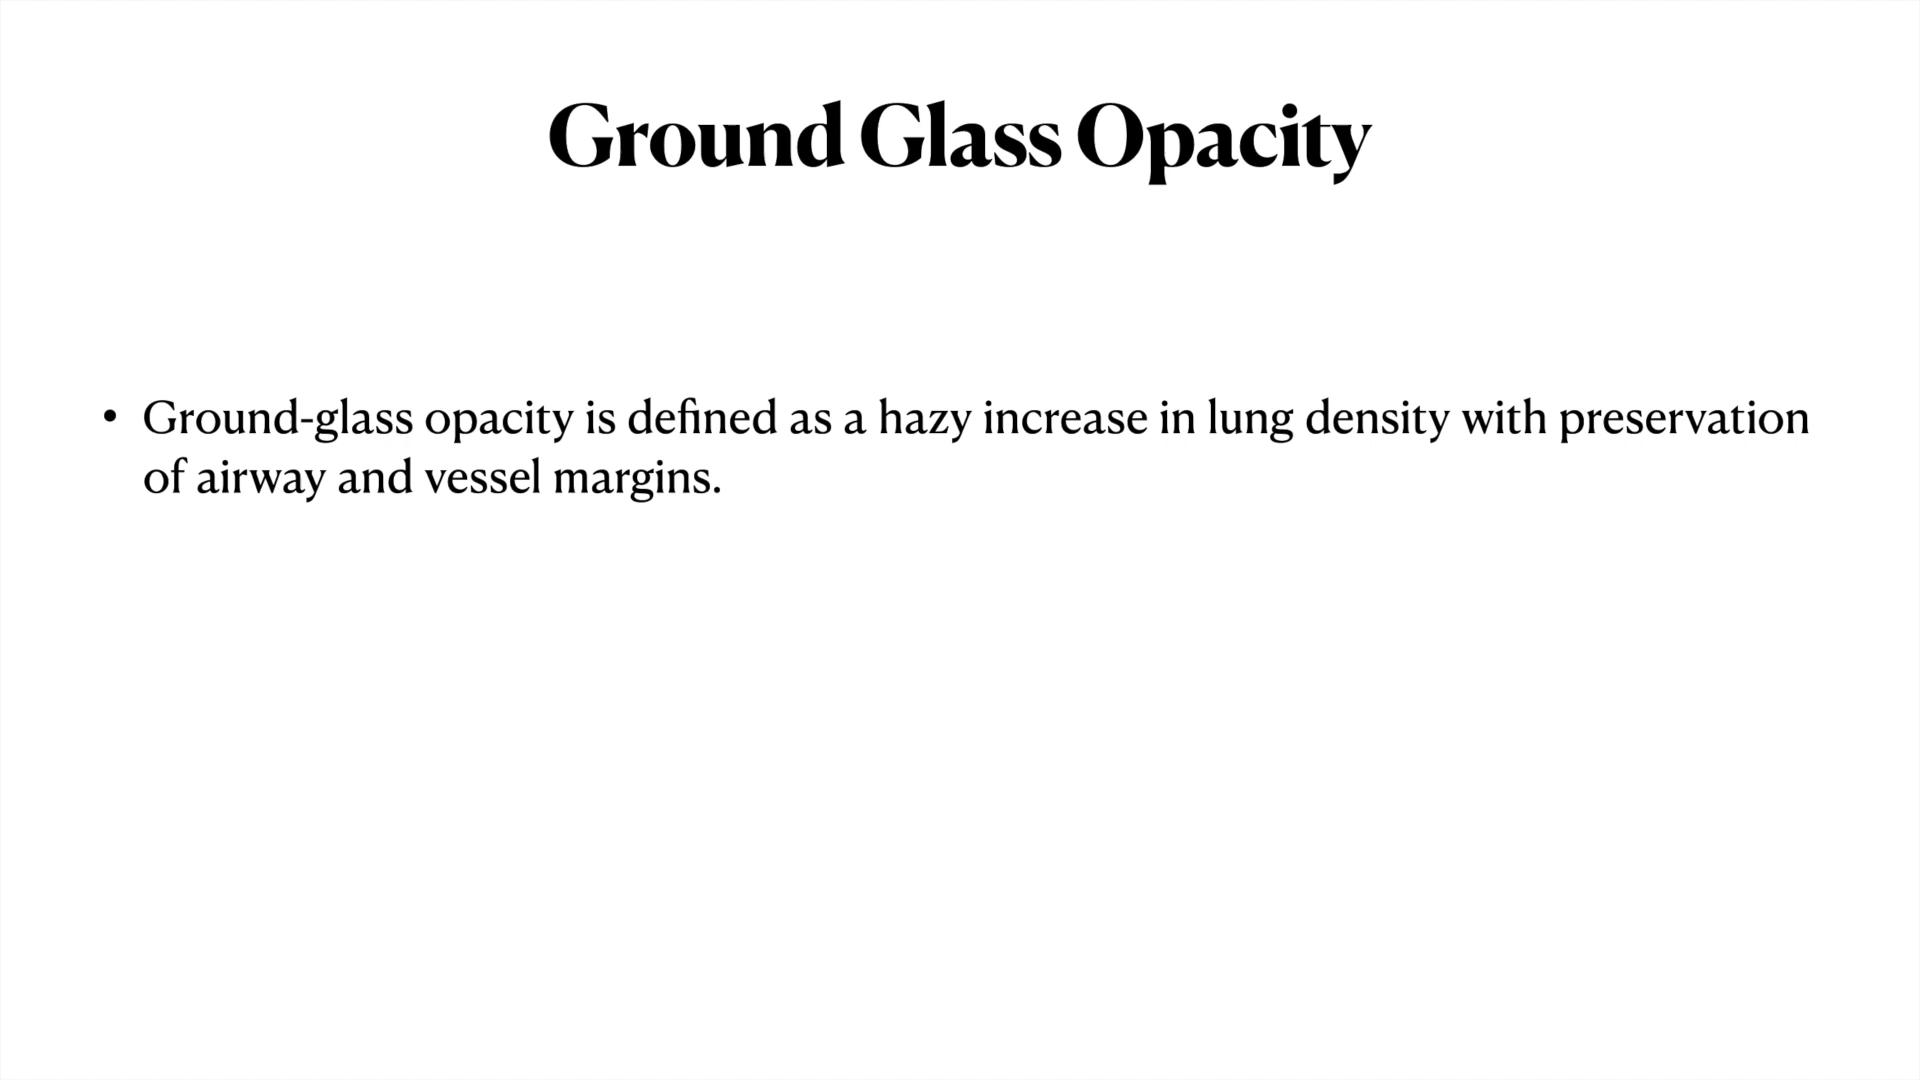 Ground Glass Opacity
• Ground-glass opacity is defined as a hazy increase in lung density with preservation
of airway and vessel margins.